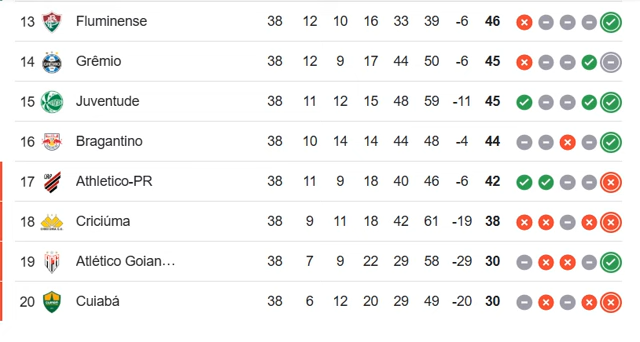 13 Fluminense 38 12 10 16 33 39 -6 46
14 Grêmio 38 12 9 17 44 50 -6 45
15 Juventude 38 11 12 15 48 59 -11 45
16 Bragantino 38 10 14 14 44 48 -4 44
17 Athletico-PR 38 11 9 18 40 46 -6 42
18 Criciúma 38 9 11 18 42 61 -19 38
19 Atlético Goian... 38 7 9 22 29 58 -29 30
20 Cuiabá 38 6 12 20 29 49 -20 30